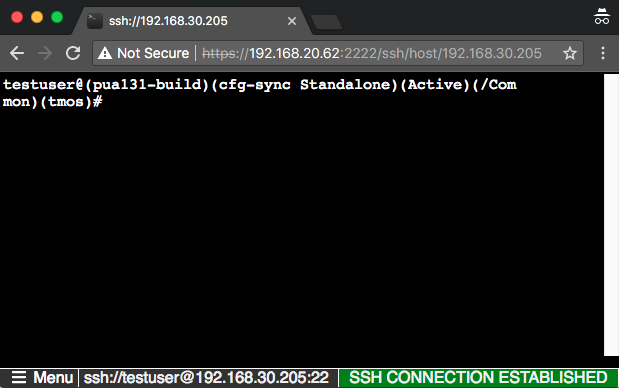 ssh://192.168.30.205
Not Secure https://192.168.20.62:2222/ssh/host/192.168.30.205
testuser@(pua131-build)(cfg-sync Standalone)(Active)(/Com
mon)(tmos)#
Menu ssh://testuser@192.168.30.205:22 SSH CONNECTION ESTABLISHED